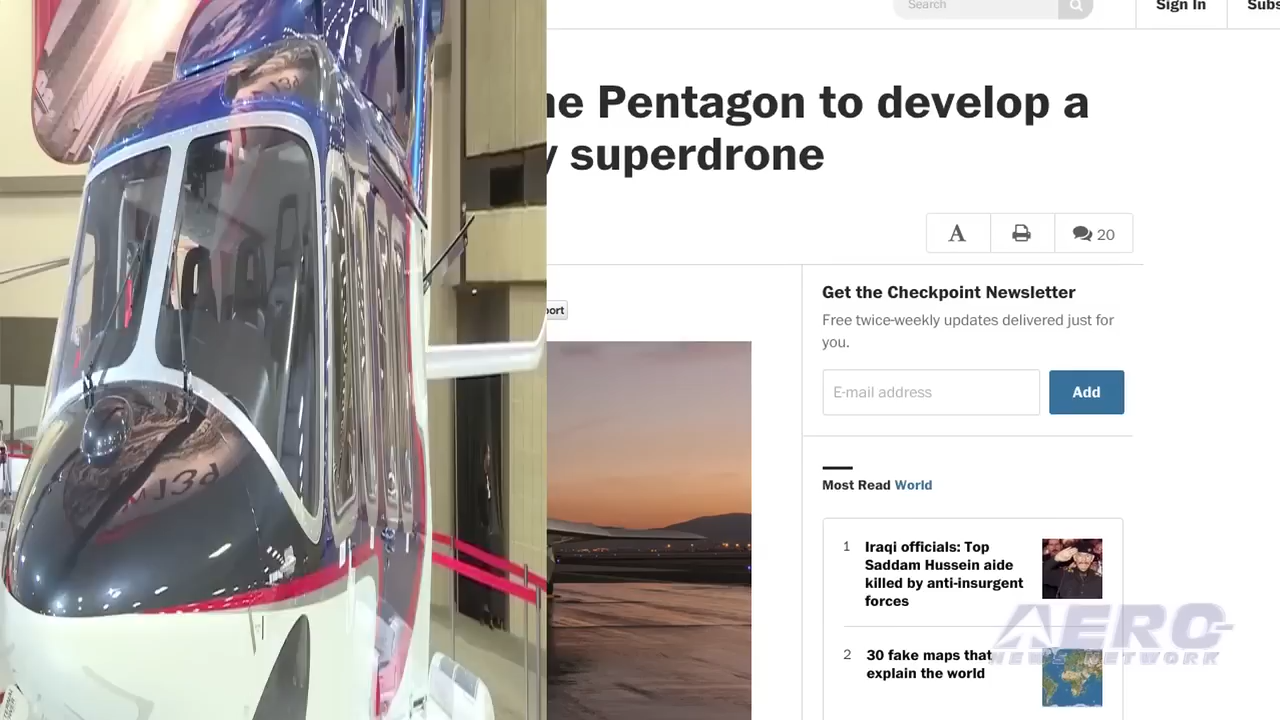 Search
Sign In
Subs
he Pentagon to develop a
y superdrone
A
20
port
Get the Checkpoint Newsletter
Free twice-weekly updates delivered just for
you.
E-mail address
Add
Most Read World
1
Iraqi officials: Top
Saddam Hussein aide
killed by anti-insurgent
forces
2
30 fake maps that
explain the world
AERO
NEWS NETWORK